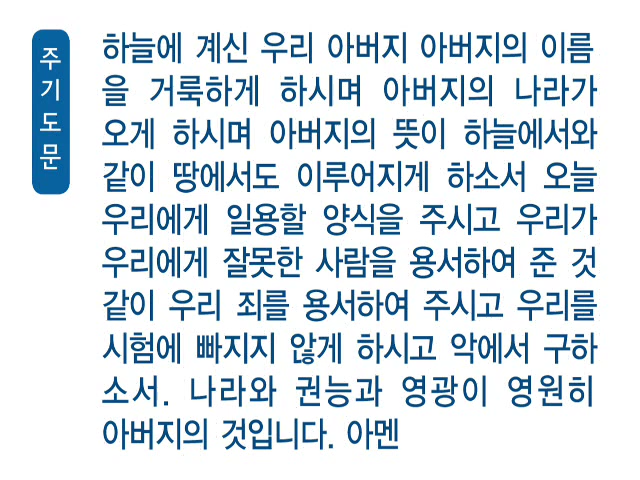 주기도문
하늘에 계신 우리 아버지 아버지의 이름
을 거룩하게 하시며 아버지의 나라가
오게 하시며 아버지의 뜻이 하늘에서와
같이 땅에서도 이루어지게 하소서 오늘
우리에게 일용할 양식을 주시고 우리가
우리에게 잘못한 사람을 용서하여 준 것
같이 우리 죄를 용서하여 주시고 우리를
시험에 빠지지 않게 하시고 악에서 구하
소서. 나라와 권능과 영광이 영원히
아버지의 것입니다. 아멘